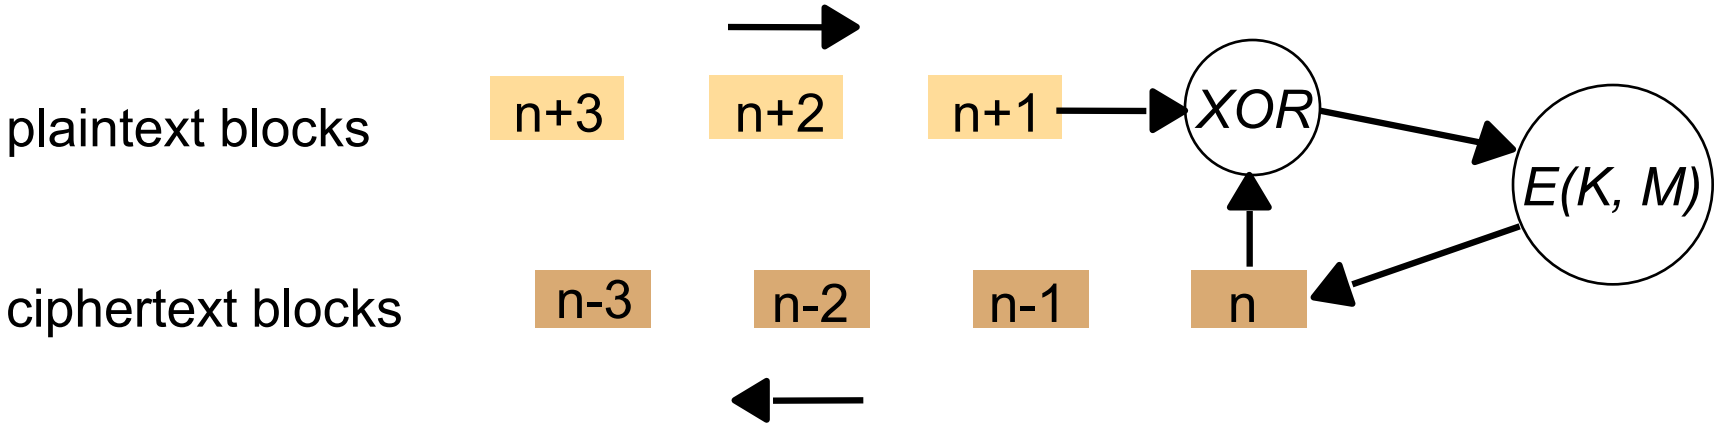 plaintext blocks n+3 n+2 n+1 XOR
E(K, M)
ciphertext blocks n-3 n-2 n-1 n